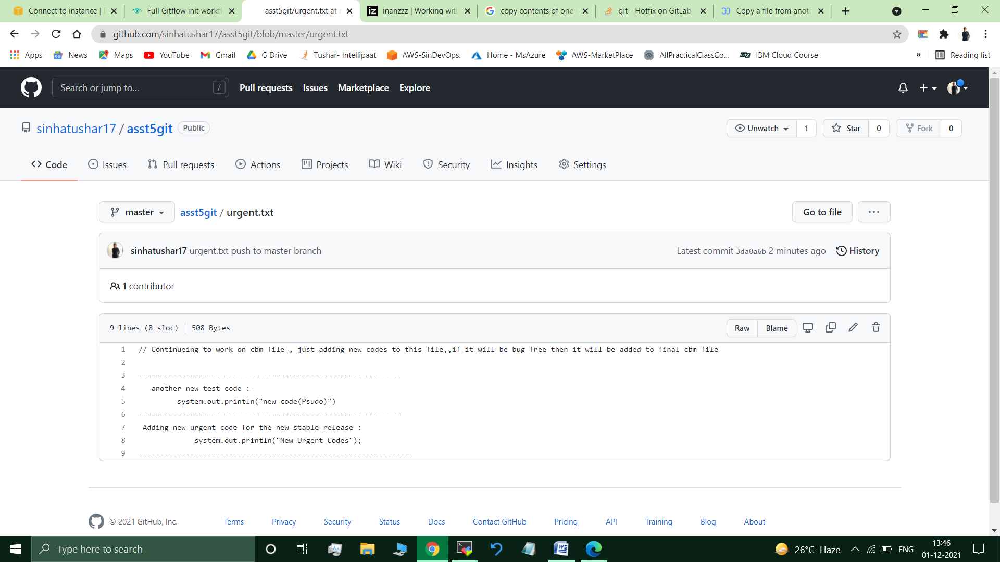 Connect to instance | E
Full Gitflow init workfl
asst5git/urgent.txt at m
iz inanzzz | Working with
copy contents of one
git - Hotfix on GitLab
Copy a file from anoth
github.com/sinhatushar17/asst5git/blob/master/urgent.txt
Apps News Maps YouTube Gmail G Drive Tushar- Intellipaat AWS-SinDevOps. Home - MsAzure AWS-MarketPlace AllPracticalClassCo... edX IBM Cloud Course » Reading list
Search or jump to... / Pull requests Issues Marketplace Explore
sinhatushar17 / asst5git Public Unwatch 1 Star 0 Fork 0
Code Issues Pull requests Actions Projects Wiki Security Insights Settings
master asst5git / urgent.txt Go to file ...
sinhatushar17 urgent.txt push to master branch Latest commit 3da0a6b 2 minutes ago History
1 contributor
9 lines (8 sloc) 508 Bytes Raw Blame
1 // Continueing to work on cbm file , just adding new codes to this file,,if it will be bug free then it will be added to final cbm file
2
3 -------------------------------------------------------------
4 another new test code :-
5 system.out.println("new code(Psudo)")
6 --------------------------------------------------------------
7 Adding new urgent code for the new stable release :
8 system.out.println("New Urgent Codes");
9 ----------------------------------------------------------------
© 2021 GitHub, Inc. Terms Privacy Security Status Docs Contact GitHub Pricing API Training Blog About
Type here to search 26°C Haze ENG 13:46
01-12-2021